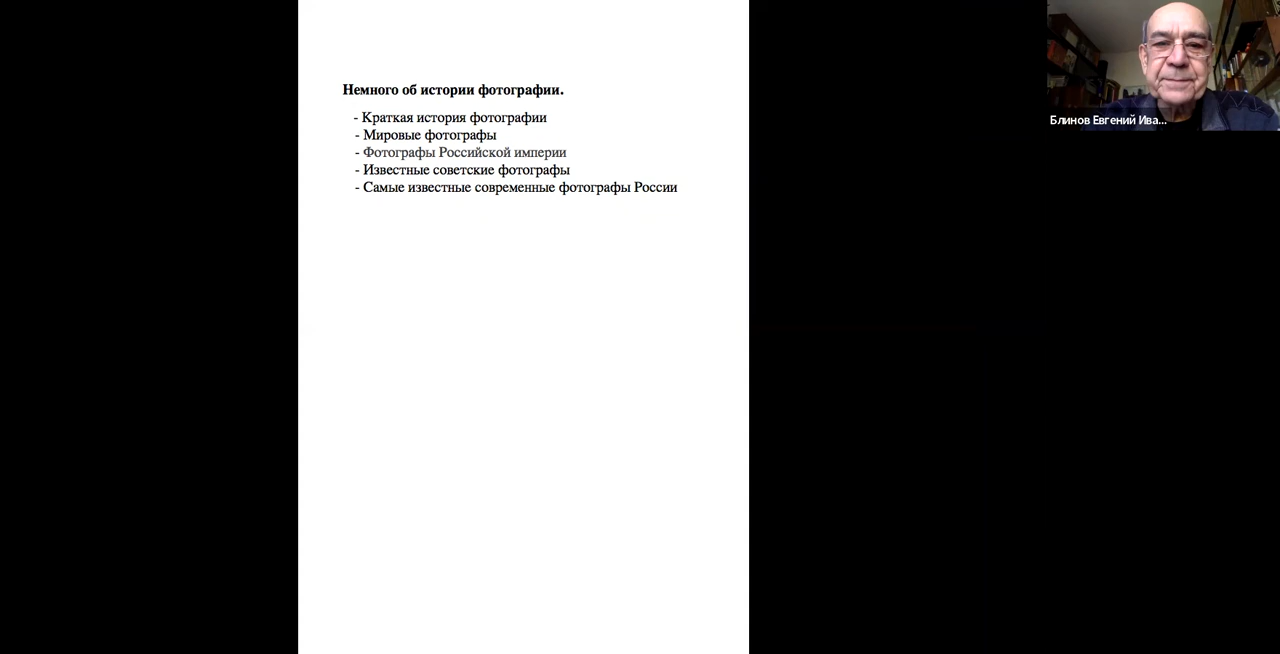 Немного об истории фотографии.
- Краткая история фотографии
- Мировые фотографы
- Фотографы Российской империи
- Известные советские фотографы
- Самые известные современные фотографы России
Блинов Евгений Ива...